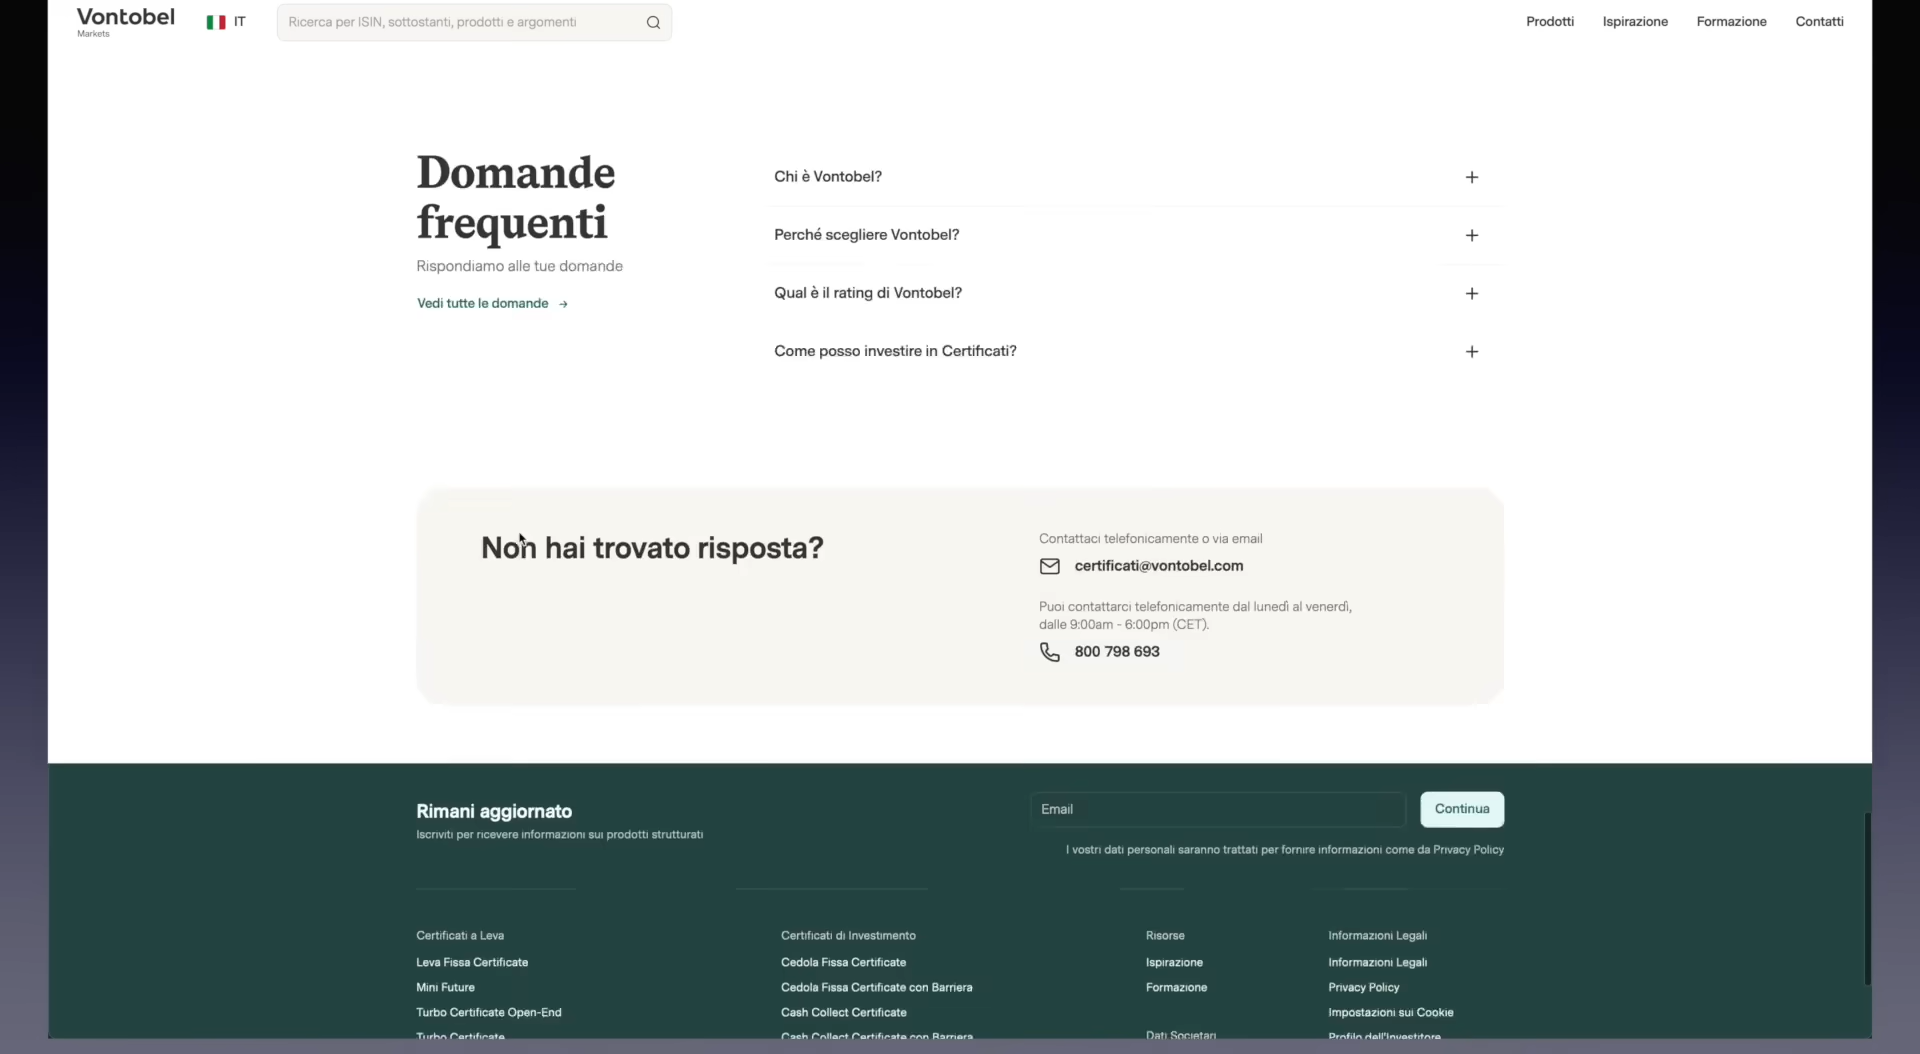 Vontobel
Markets
IT
Ricerca per ISIN, sottostanti, prodotti e argomenti
Prodotti
Ispirazione
Formazione
Contatti
Domande
frequenti
Rispondiamo alle tue domande
Vedi tutte le domande →
Chi è Vontobel?
Perché scegliere Vontobel?
Qual è il rating di Vontobel?
Come posso investire in Certificati?
Non hai trovato risposta?
Contattaci telefonicamente o via email
certificati@vontobel.com
Puoi contattarci telefonicamente dal lunedì al venerdì,
dalle 9:00am - 6:00pm (CET).
800 798 693
Rimani aggiornato
Iscriviti per ricevere informazioni sui prodotti strutturati
Email
Continua
I vostri dati personali saranno trattati per fornire informazioni come da Privacy Policy
Certificati a Leva
Leva Fissa Certificate
Mini Future
Turbo Certificate Open-End
Turbo Certificate
Certificati di Investimento
Cedola Fissa Certificate
Cedola Fissa Certificate con Barriera
Cash Collect Certificate
Cash Collect Certificate con Barriera
Risorse
Ispirazione
Formazione
Dati Societari
Informazioni Legali
Informazioni Legali
Privacy Policy
Impostazioni sui Cookie
Profilo dell'Investitore